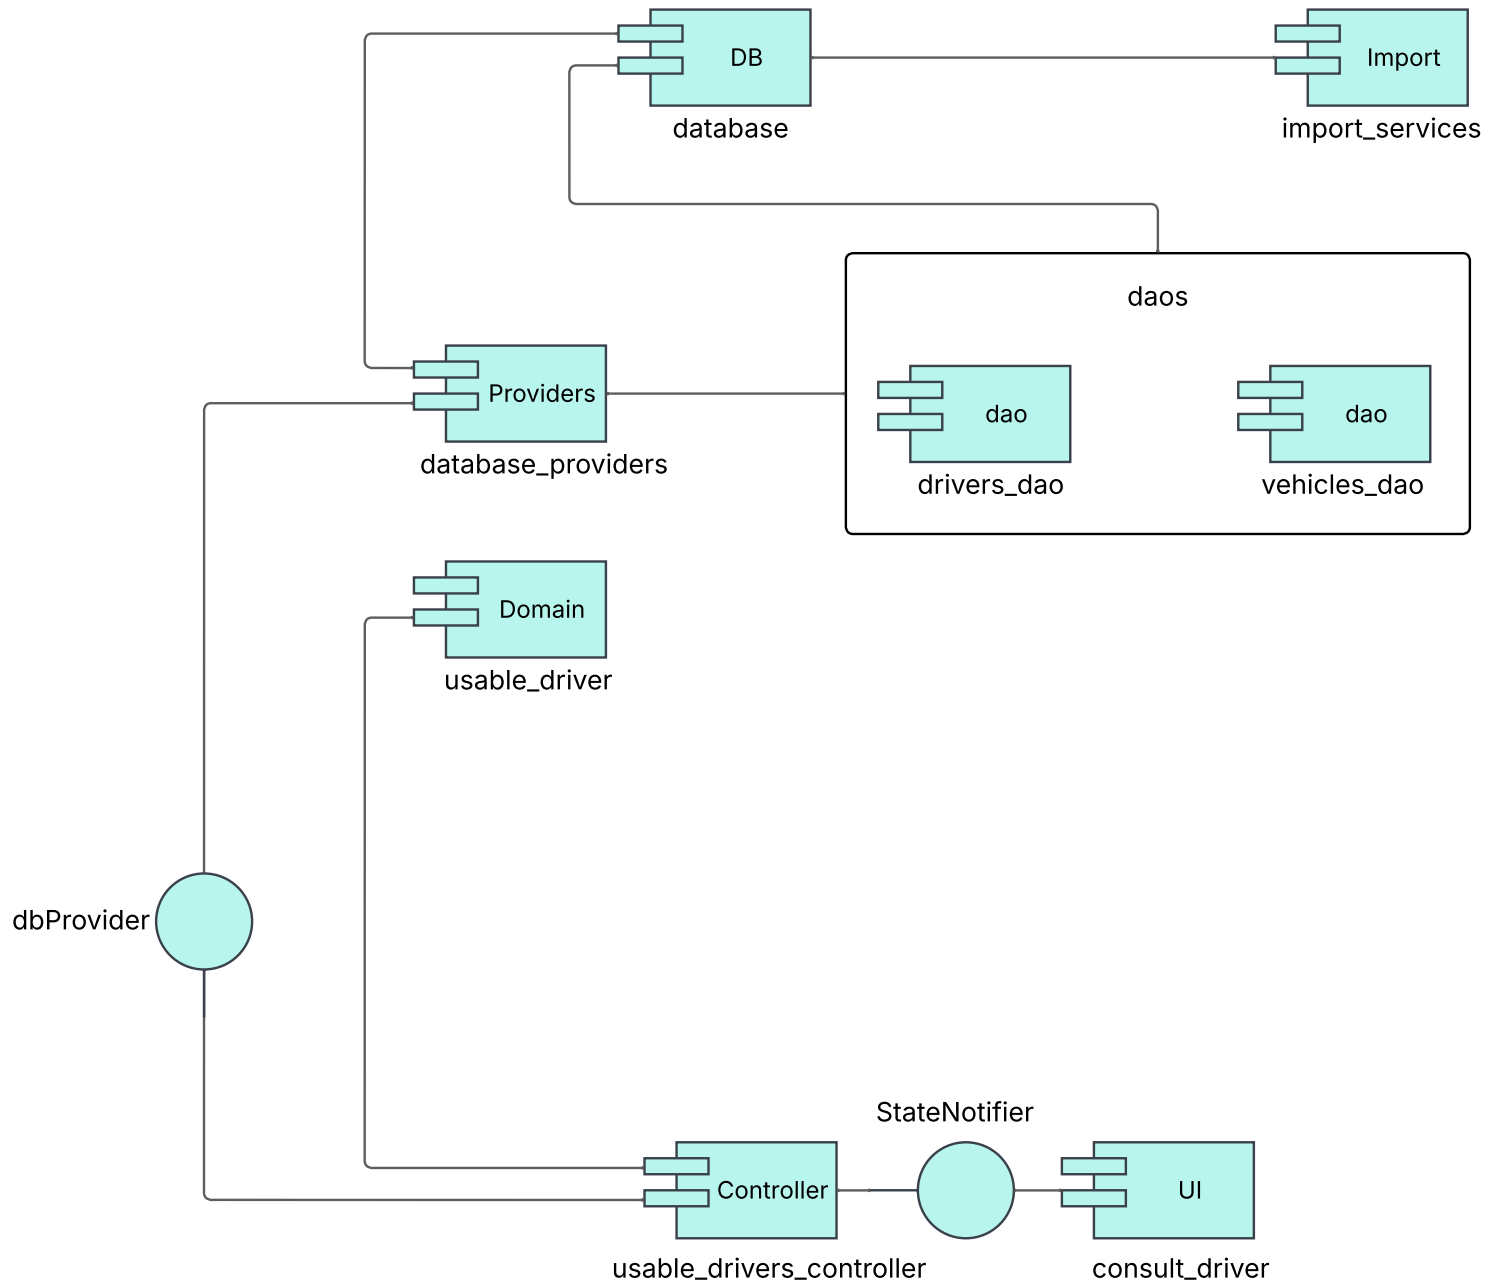 DB
database
Import
import_services
daos
Providers
database_providers
dao
drivers_dao
dao
vehicles_dao
Domain
usable_driver
dbProvider
StateNotifier
Controller
usable_drivers_controller
UI
consult_driver